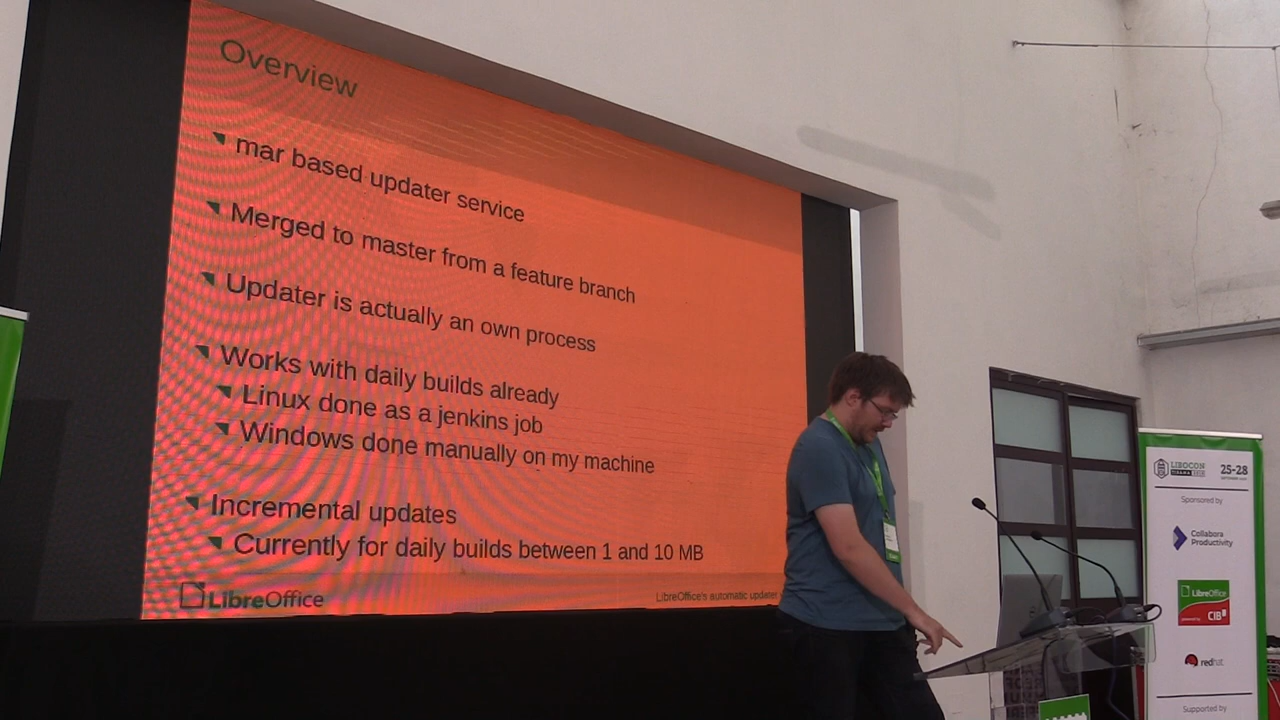 Overview
mar based updater service
Merged to master from a feature branch
Updater is actually an own process
Works with daily builds already
Linux done as a jenkins job
Windows done manually on my machine
Incremental updates
Currently for daily builds between 1 and 10 MB
LibreOffice
LibreOffice's automatic updater
LIBOCON
25-28
Sponsored by
Collabora
Productivity
LibreOffice
powered by CIB
redhat
Supported by